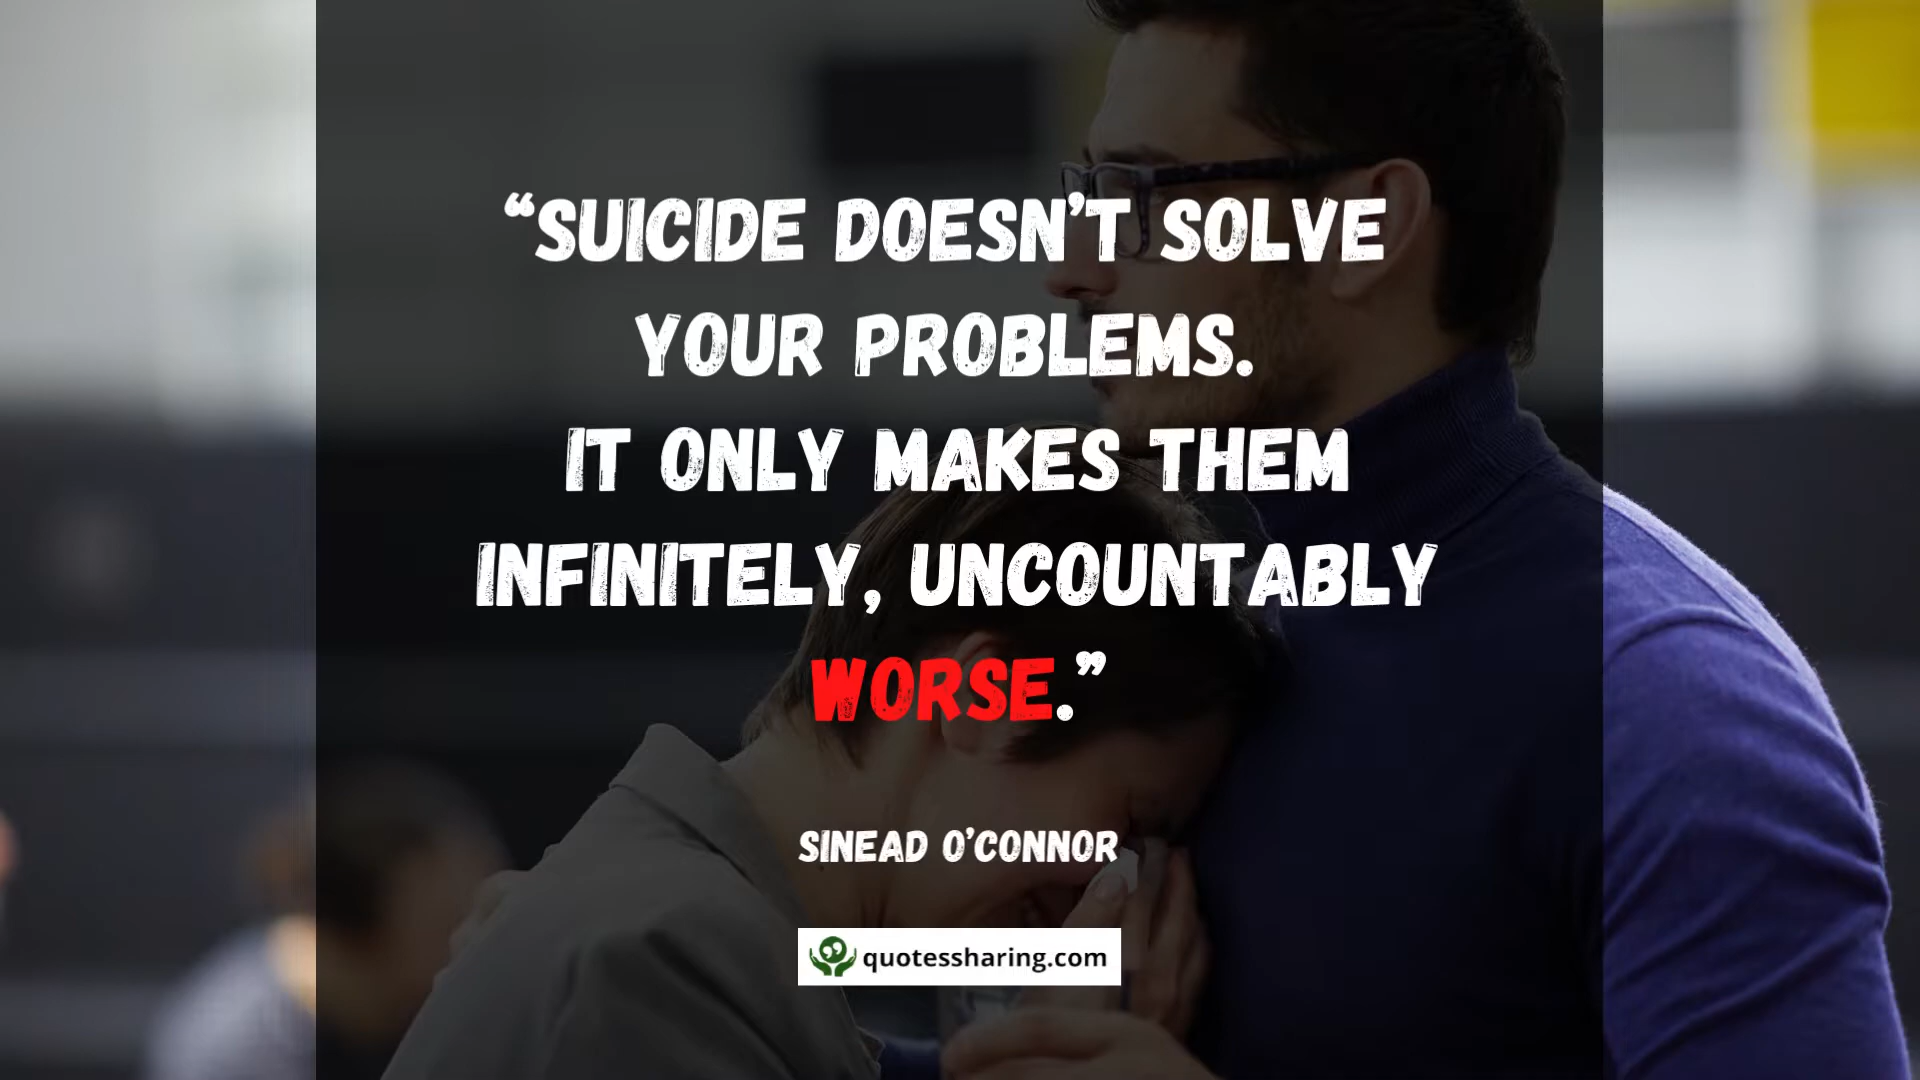 “SUICIDE DOESN’T SOLVE
YOUR PROBLEMS.
IT ONLY MAKES THEM
INFINITELY, UNCOUNTABLY
WORSE.”
SINEAD O’CONNOR
quotessharing.com